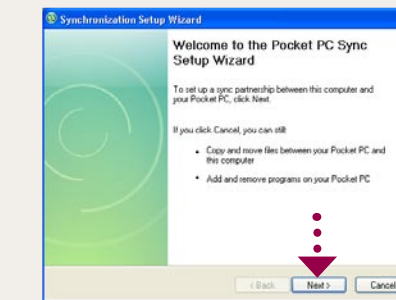 Synchronization Setup Wizard
Welcome to the Pocket PC Sync
Setup Wizard
To set up a sync partnership between this computer and
your Pocket PC, click Next.
If you click Cancel, you can still:
• Copy and move files between your Pocket PC and
this computer
• Add and remove programs on your Pocket PC
< Back Next > Cancel